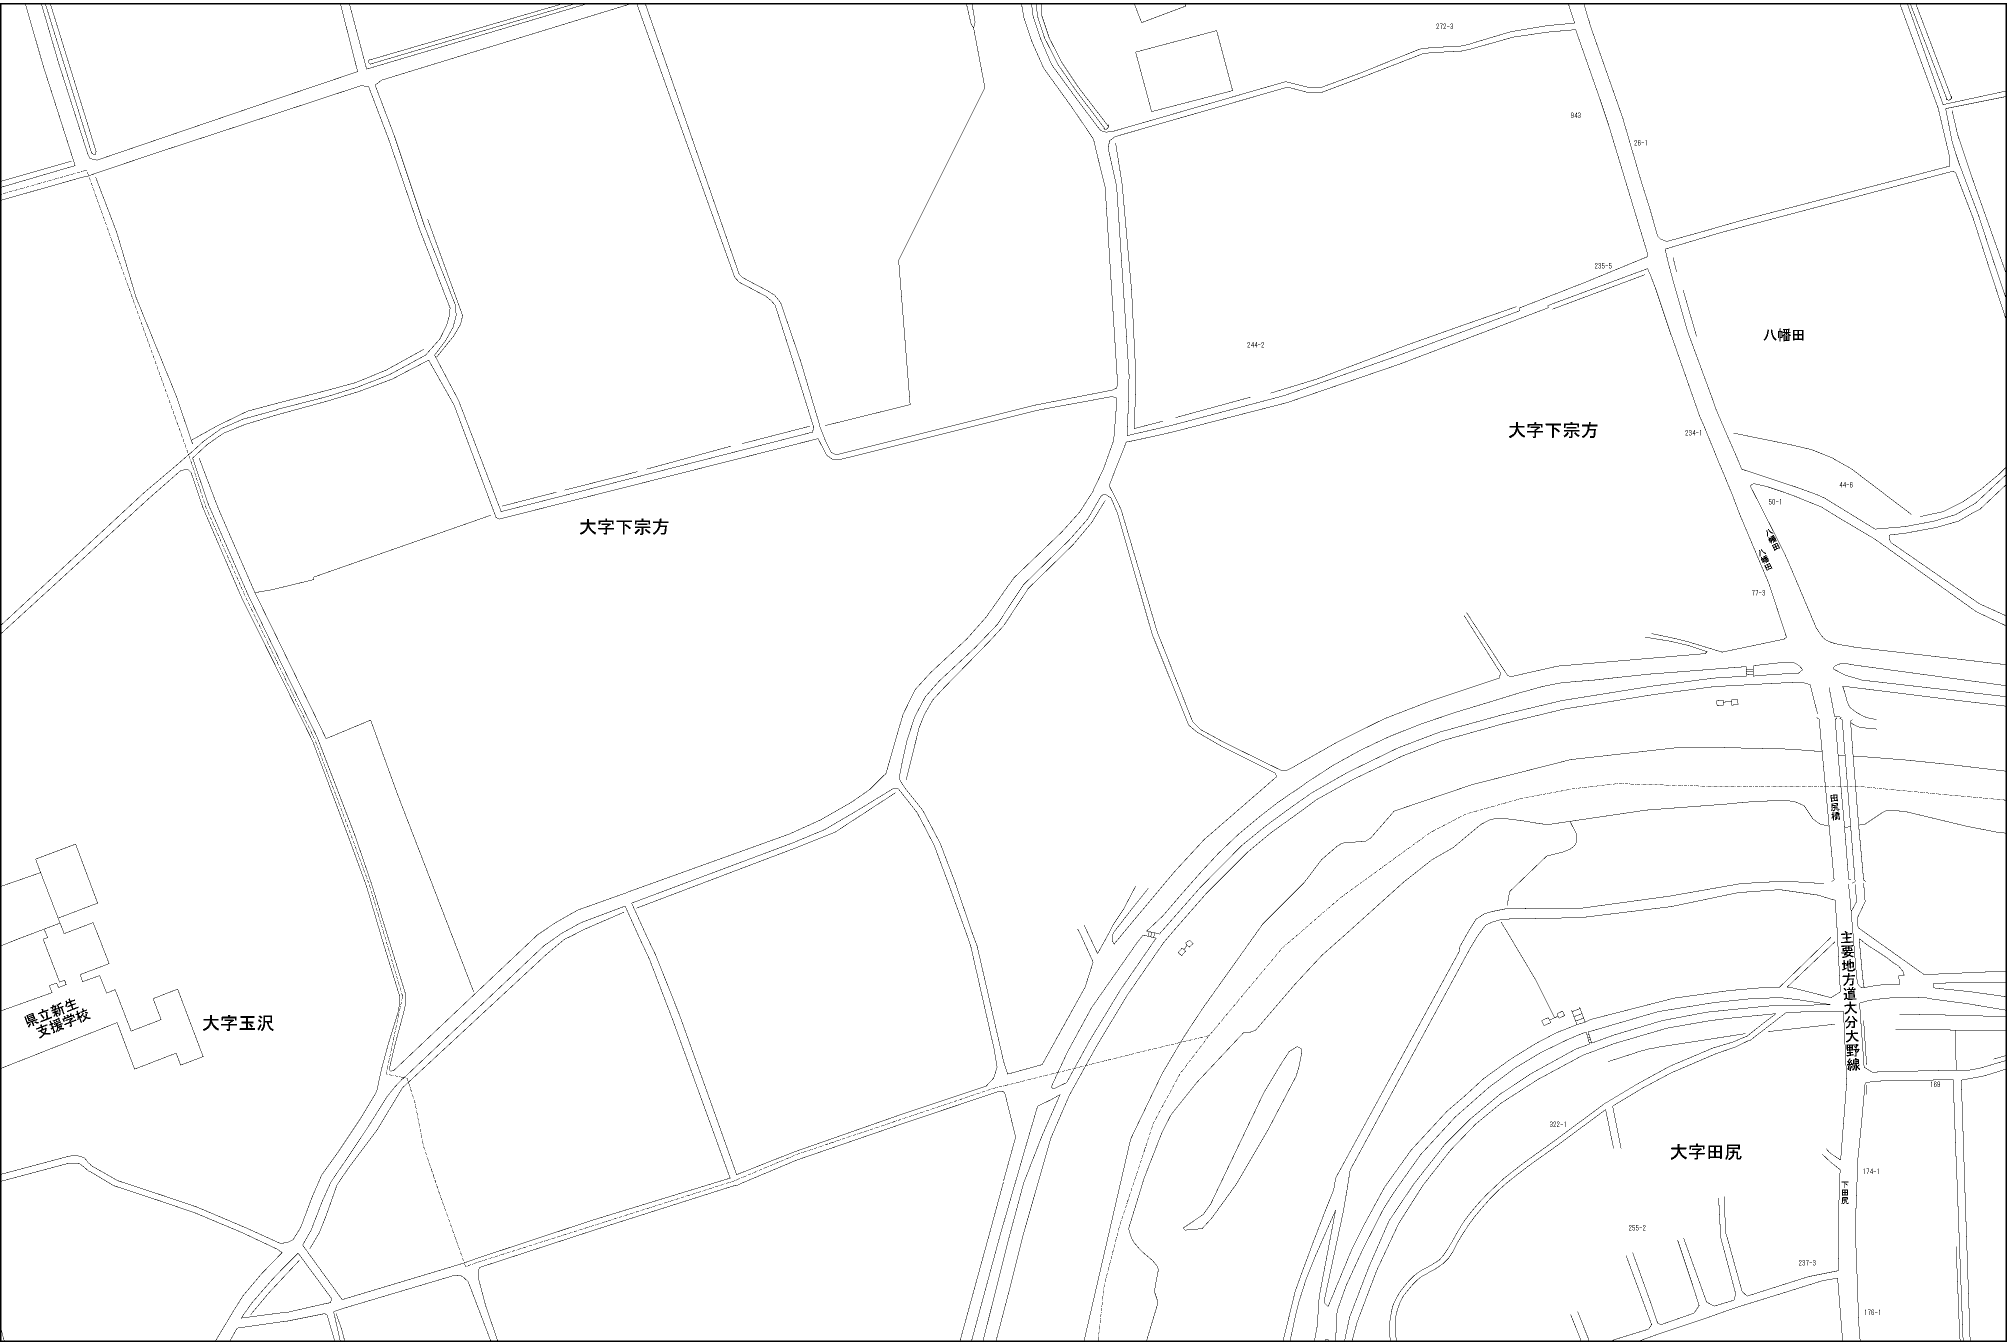 272-3
943
26-1
235-5
八幡田
244-2
大字下宗方
234-1
44-6
50-1
大字下宗方
八幡田
八幡田
77-3
田尻橋
主要地方道大分大野線
県立新生
支援学校
大字玉沢
169
322-1
大字田尻
174-1
下田尻
255-2
237-3
176-1